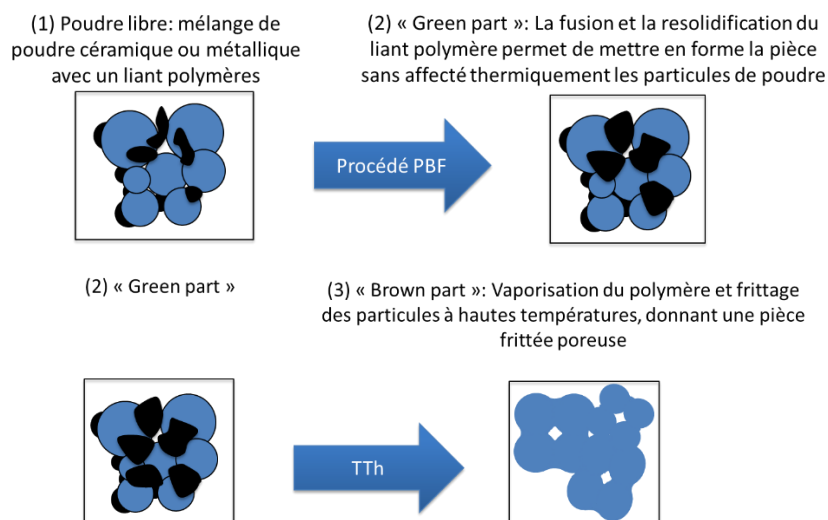 (1) Poudre libre: mélange de
poudre céramique ou métallique
avec un liant polymères
(2) « Green part »: La fusion et la resolidification du
liant polymère permet de mettre en forme la pièce
sans affecté thermiquement les particules de poudre
Procédé PBF
(2) « Green part »
(3) « Brown part »: Vaporisation du polymère et frittage
des particules à hautes températures, donnant une pièce
frittée poreuse
TTh